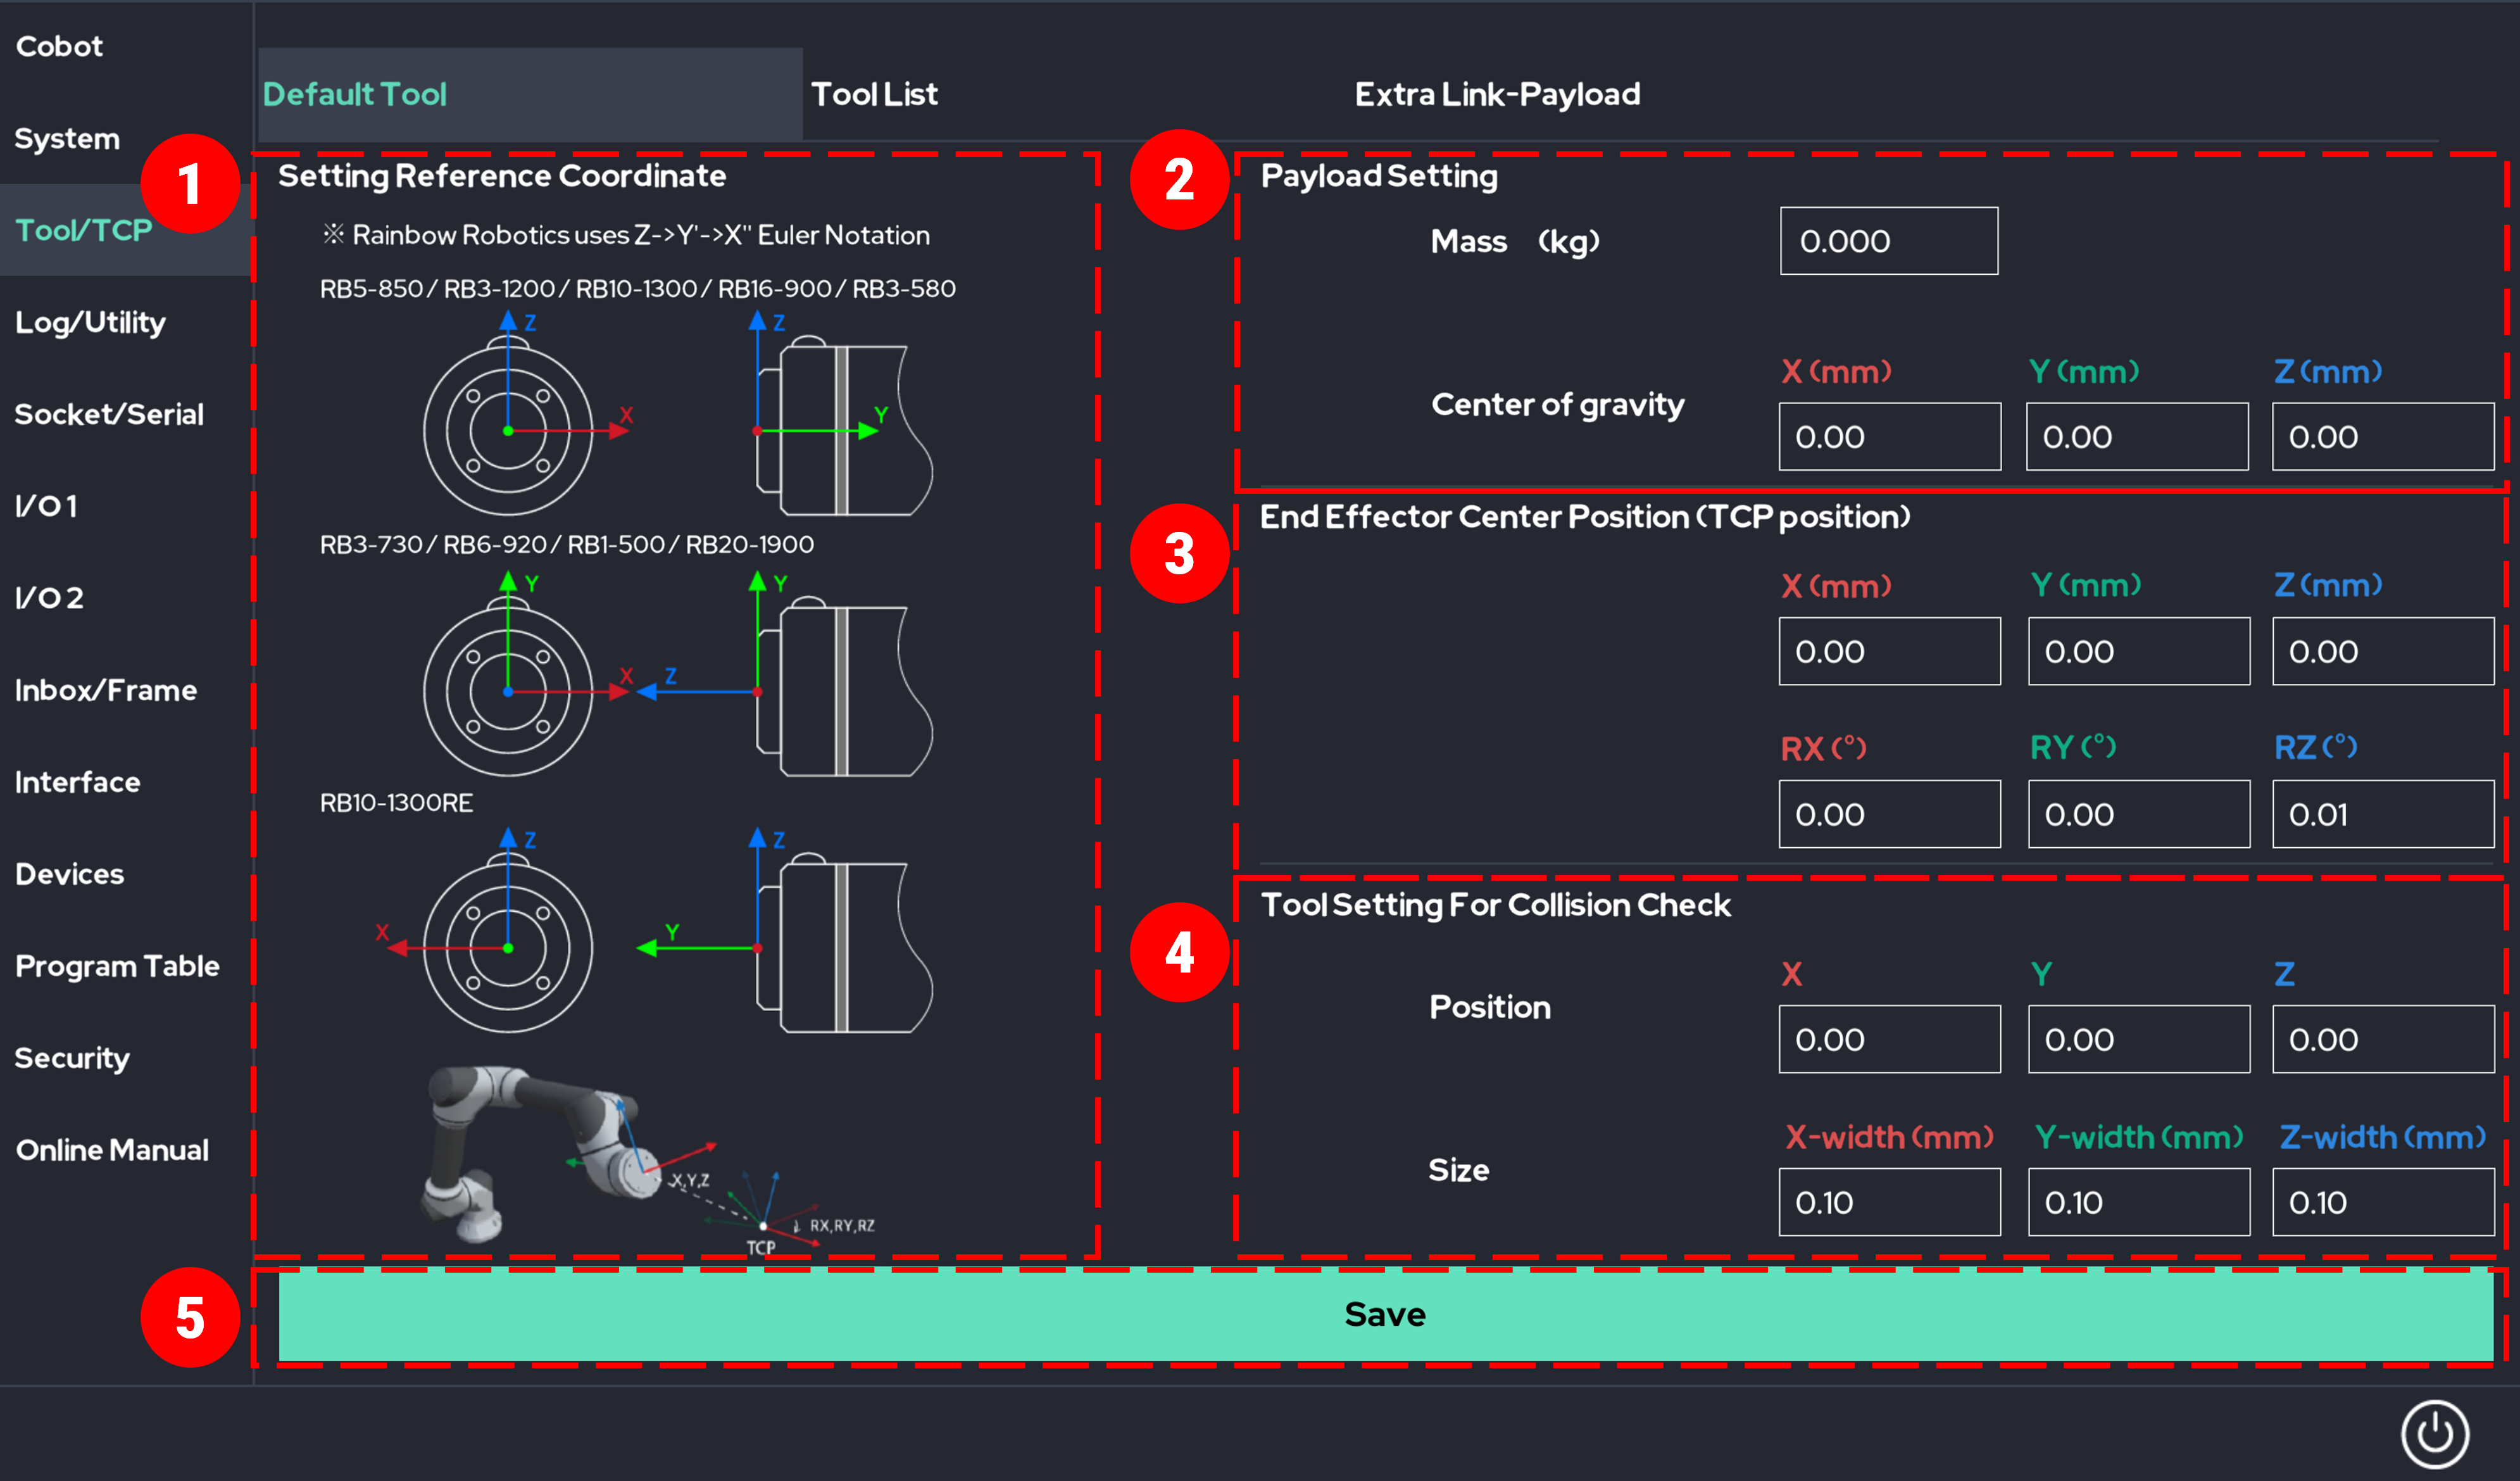 Cobot
System
Tool/TCP
Log/Utility
Socket/Serial
I/O 1
I/O 2
Inbox/Frame
Interface
Devices
Program Table
Security
Online Manual
Default Tool
Tool List
Extra Link-Payload
1
Setting Reference Coordinate
※ Rainbow Robotics uses Z->Y'->X'' Euler Notation
RB5-850 / RB3-1200 / RB10-1300 / RB16-900 / RB3-580
Z
X
Z
Y
RB3-730 / RB6-920 / RB1-500 / RB20-1900
Y
X
Y
Z
RB10-1300RE
Z
X
Z
Y
X,Y,Z
RX,RY,RZ
TCP
2
Payload Setting
Mass (kg)
0.000
X (mm) Y (mm) Z (mm)
Center of gravity
0.00 0.00 0.00
3
End Effector Center Position (TCP position)
X (mm) Y (mm) Z (mm)
0.00 0.00 0.00
RX (°) RY (°) RZ (°)
0.00 0.00 0.01
4
Tool Setting For Collision Check
X Y Z
Position
0.00 0.00 0.00
X-width (mm) Y-width (mm) Z-width (mm)
Size
0.10 0.10 0.10
5
Save